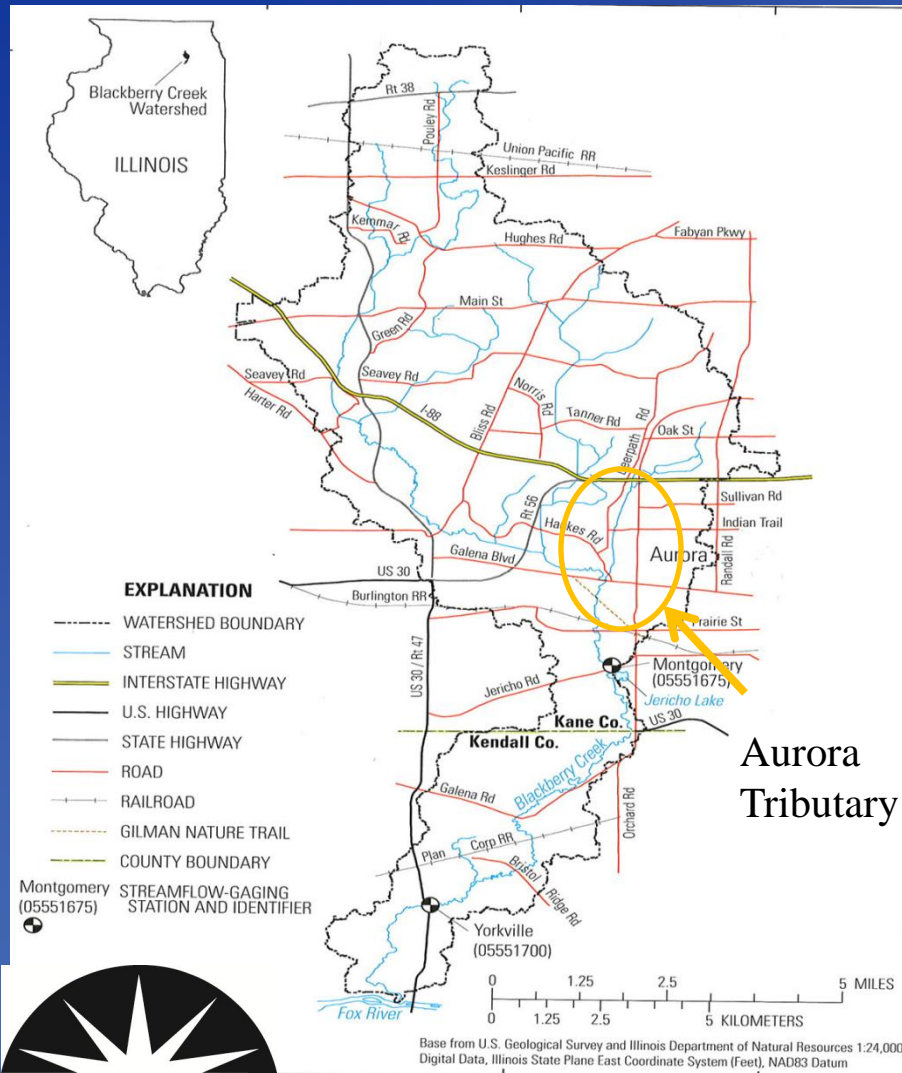 Blackberry Creek
Watershed
ILLINOIS
Rt 38
Pouley Rd
Union Pacific RR
Keslinger Rd
Kemmar Rd
Hughes Rd
Fabyan Pkwy
Main St
Green Rd
Seavey Rd
Seavey Rd
Harter Rd
I-88
Bliss Rd
Norris Rd
Tanner Rd
Deerpath Rd
Oak St
Rt 56
Sullivan Rd
Hankes Rd
Indian Trail
Galena Blvd
Aurora
Randall Rd
US 30
Burlington RR
Prairie St
EXPLANATION
WATERSHED BOUNDARY
STREAM
INTERSTATE HIGHWAY
U.S. HIGHWAY
STATE HIGHWAY
ROAD
RAILROAD
GILMAN NATURE TRAIL
COUNTY BOUNDARY
Montgomery
(05551675)
STREAMFLOW-GAGING
STATION AND IDENTIFIER
US 30 / Rt 47
Jericho Rd
Montgomery
(05551675)
Jericho Lake
US 30
Kane Co.
Kendall Co.
Blackberry Creek
Galena Rd
Orchard Rd
Plan Corp RR
Bristol Ridge Rd
Yorkville
(05551700)
Fox River
Aurora
Tributary
0 1.25 2.5 5 MILES
0 1.25 2.5 5 KILOMETERS
Base from U.S. Geological Survey and Illinois Department of Natural Resources 1:24,000
Digital Data, Illinois State Plane East Coordinate System (Feet), NAD83 Datum